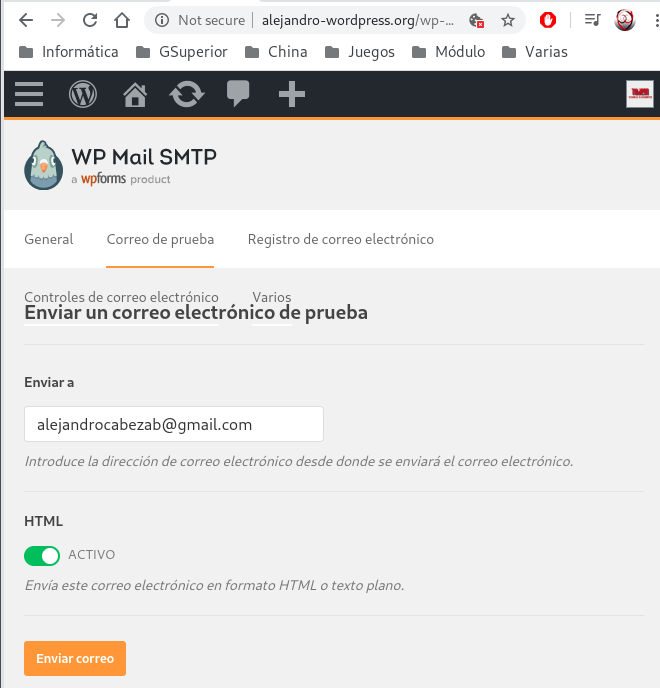 Not secure | alejandro-wordpress.org/wp-...
Informática GSuperior China Juegos Módulo Varias
WP Mail SMTP
a wpforms product
General Correo de prueba Registro de correo electrónico
Controles de correo electrónico Varios
Enviar un correo electrónico de prueba
Enviar a
alejandrocabezab@gmail.com
Introduce la dirección de correo electrónico desde donde se enviará el correo electrónico.
HTML
ACTIVO
Envía este correo electrónico en formato HTML o texto plano.
Enviar correo